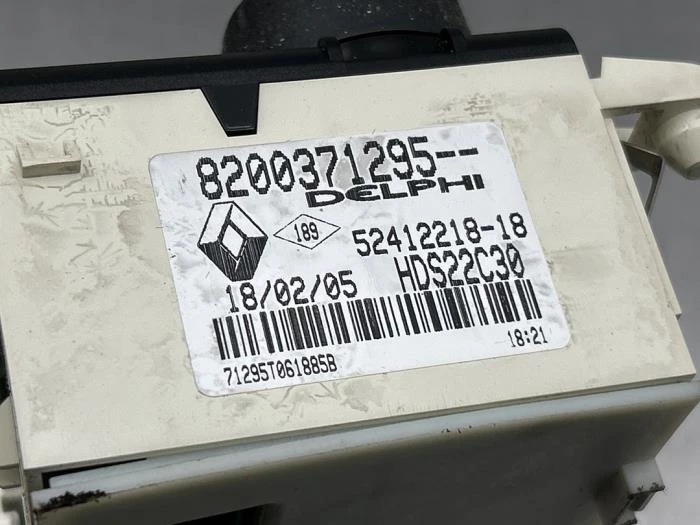 8200371295--
DELPHI
189
52412218-18
18/02/05 HDS22C30
71295T061885B 18:21